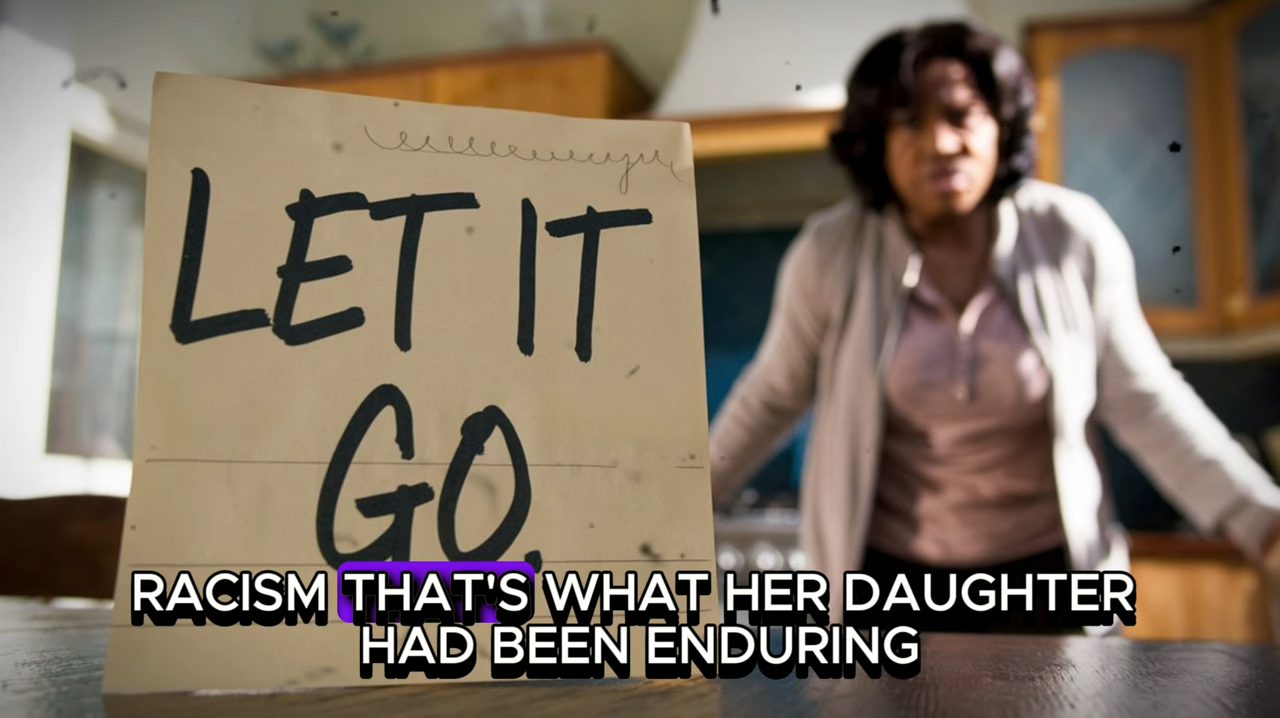 LET IT
GO.
RACISM THAT'S WHAT HER DAUGHTER
HAD BEEN ENDURING